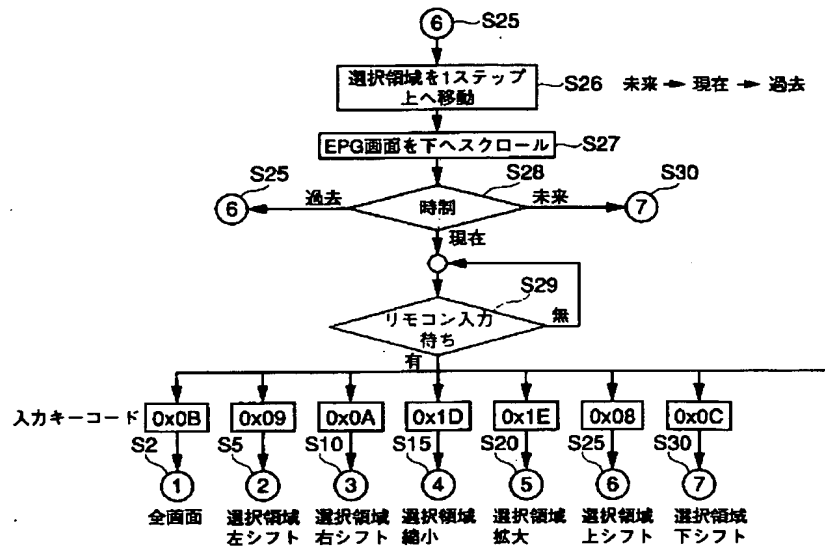 6 S25
選択領域を1ステップ
上へ移動
S26 未来 → 現在 → 過去
EPG画面を下へスクロール
S27
S25 S28 S30
6 過去 時制 未来 7
現在
S29
リモコン入力
待ち
無
有
入力キーコード 0x0B 0x09 0x0A 0x1D 0x1E 0x08 0x0C
S2 S5 S10 S15 S20 S25 S30
1 2 3 4 5 6 7
全画面 選択領域 選択領域 選択領域 選択領域 選択領域 選択領域
左シフト 右シフト 縮小 拡大 上シフト 下シフト